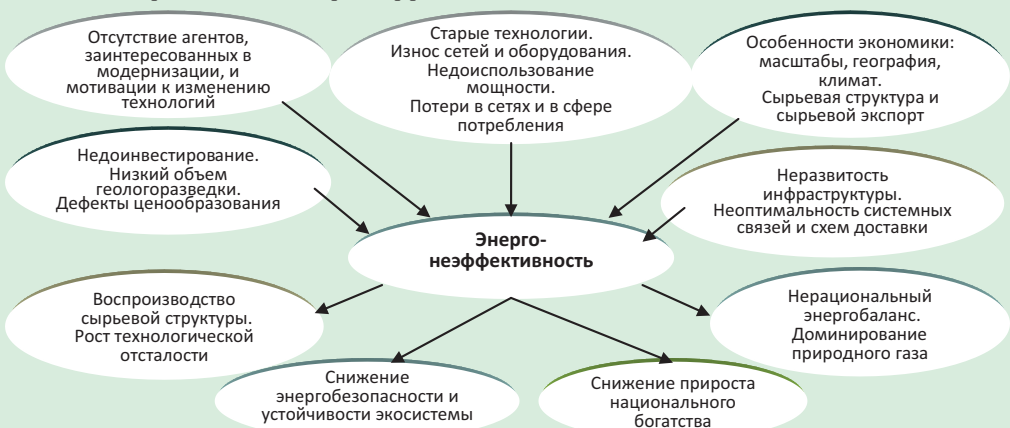 Отсутствие агентов,
заинтересованных в
модернизации, и
мотивации к изменению
технологий
Старые технологии.
Износ сетей и оборудования.
Недоиспользование
мощности.
Потери в сетях и в сфере
потребления
Особенности экономики:
масштабы, география,
климат.
Сырьевая структура и
сырьевой экспорт
Недоинвестирование.
Низкий объем
геологоразведки.
Дефекты ценообразования
Неразвитость
инфраструктуры.
Неоптимальность системных
связей и схем доставки
Энерго-
неэффективность
Воспроизводство
сырьевой структуры.
Рост технологической
отсталости
Снижение
энергобезопасности и
устойчивости экосистемы
Снижение прироста
национального
богатства
Нерациональный
энергобаланс.
Доминирование
природного газа